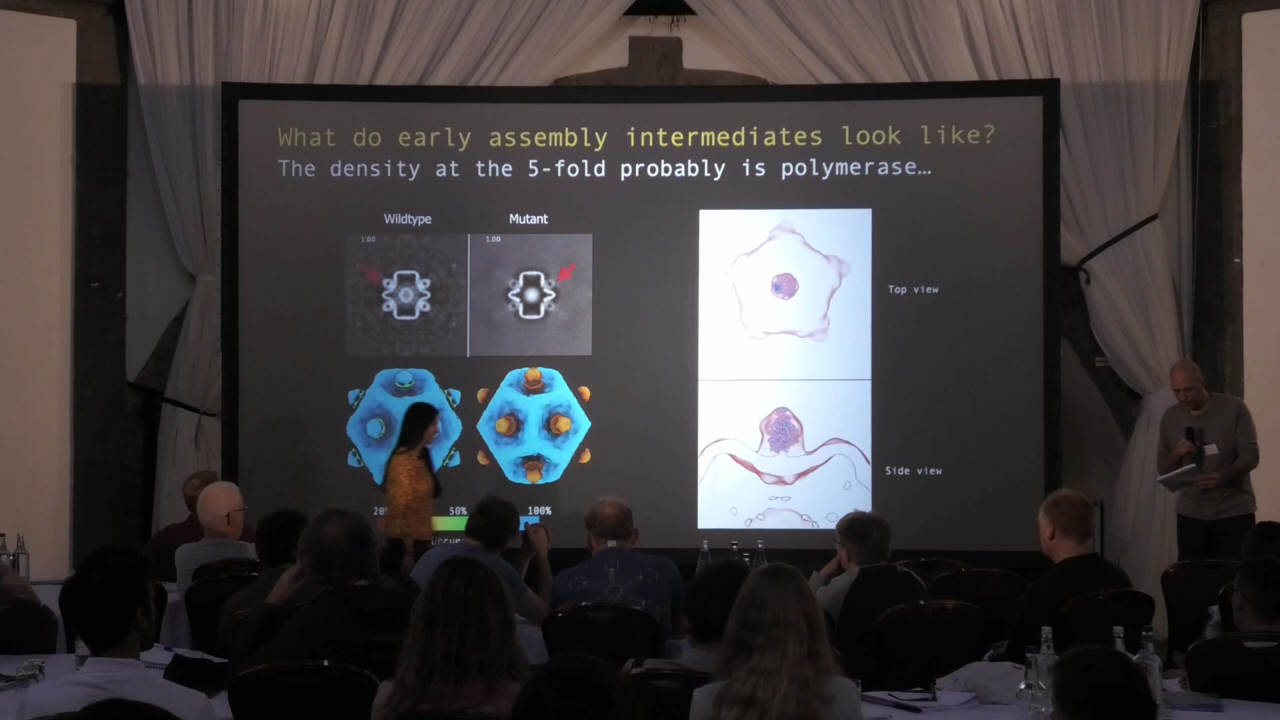 What do early assembly intermediates look like?
The density at the 5-fold probably is polymerase…
Wildtype Mutant
1.00 1.00
Top view
Side view
50% 100%